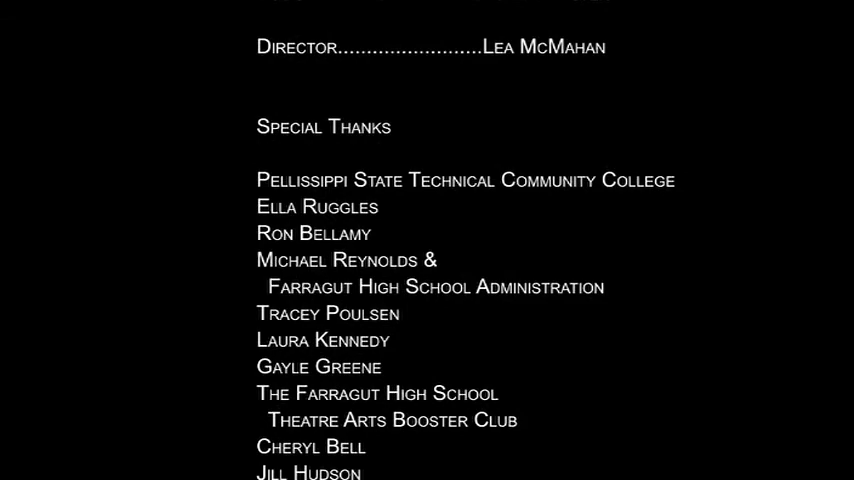 Director.........................Lea McMahan
Special Thanks
Pellissippi State Technical Community College
Ella Ruggles
Ron Bellamy
Michael Reynolds &
Farragut High School Administration
Tracey Poulsen
Laura Kennedy
Gayle Greene
The Farragut High School
Theatre Arts Booster Club
Cheryl Bell
Jill Hudson